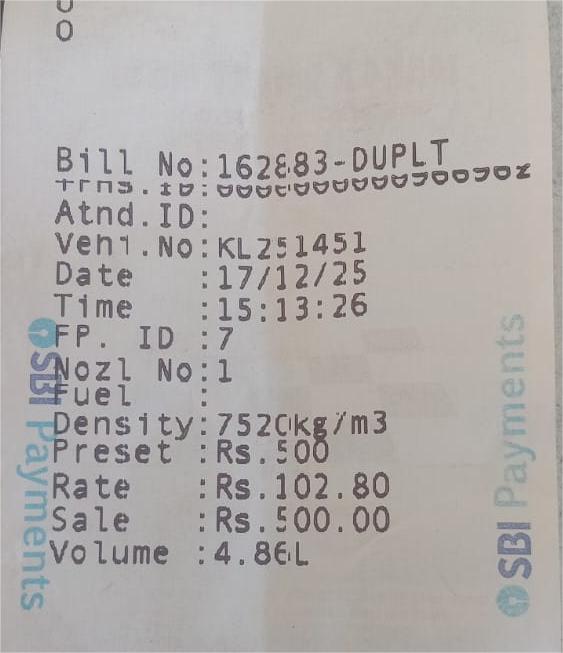 0
0
Bill No:162883-DUPLT
Atnd.ID:
Vehi.No:KL251451
Date :17/12/25
Time :15:13:26
FP. ID :7
Nozl No:1
Fuel :
Density:7520kg/m3
Preset :Rs.500
Rate :Rs.102.80
Sale :Rs.500.00
Volume :4.86L
SBI Payments
SBI Payments